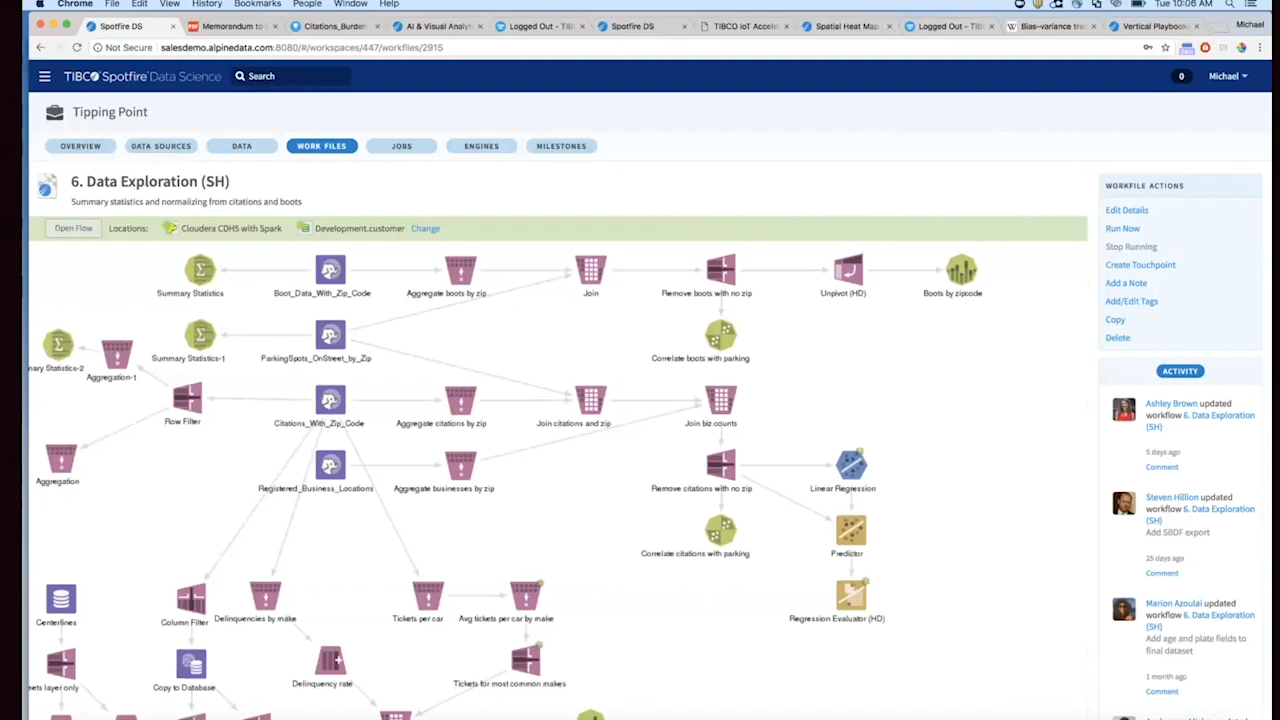 Chrome File Edit View History Bookmarks People Window Help Tue 10:06 AM
Spotfire DS Memorandum to Citations_Burden AI & Visual Analyt Logged Out – TIBC Spotfire DS TIBCO IoT Acceler Spatial Heat Map Logged Out – TIBC Bias–variance trad Vertical Playbook Michael
Not Secure salesdemo.alpinedata.com:8080/#/workspaces/447/workfiles/2915
TIBCO Spotfire Data Science Search 0 Michael
Tipping Point
OVERVIEW DATA SOURCES DATA WORK FILES JOBS ENGINES MILESTONES
6. Data Exploration (SH)
Summary statistics and normalizing from citations and boots
Open Flow Locations: Cloudera CDH5 with Spark Development.customer Change
Summary Statistics Boot_Data_With_Zip_Code Aggregate boots by zip Join Remove boots with no zip Unpivot (HD) Boots by zipcode
Summary Statistics-1 ParkingSpots_OnStreet_by_Zip Correlate boots with parking
mary Statistics-2 Aggregation-1
Row Filter Citations_With_Zip_Code Aggregate citations by zip Join citations and zip Join biz counts
Aggregation Registered_Business_Locations Aggregate businesses by zip Remove citations with no zip Linear Regression
Correlate citations with parking Predictor
Centerlines Column Filter Delinquencies by make Tickets per car Avg tickets per car by make Regression Evaluator (HD)
eets layer only Copy to Database Delinquency rate Tickets for most common makes
WORKFILE ACTIONS
Edit Details
Run Now
Stop Running
Create Touchpoint
Add a Note
Add/Edit Tags
Copy
Delete
ACTIVITY
Ashley Brown updated
workflow 6. Data Exploration
(SH)
5 days ago
Comment
Steven Hillion updated
workflow 6. Data Exploration
(SH)
Add SBDF export
25 days ago
Comment
Marion Azoulai updated
workflow 6. Data Exploration
(SH)
Add age and plate fields to
final dataset
1 month ago
Comment